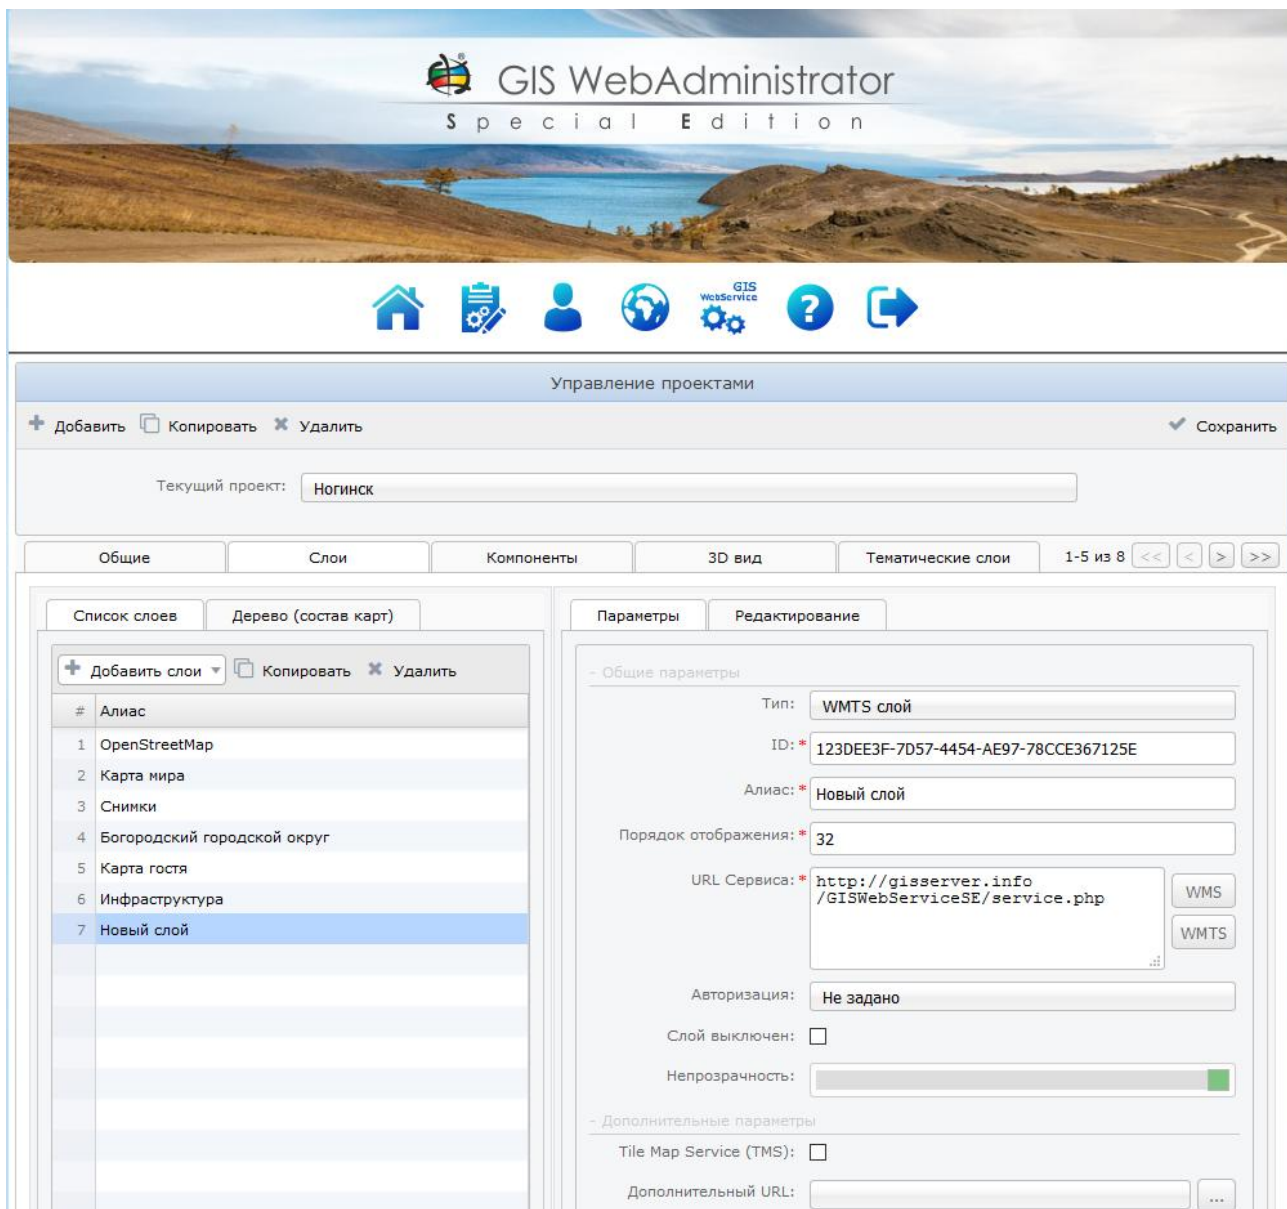 GIS WebAdministrator
Special Edition
GIS
WebService
?
Управление проектами
Добавить Копировать Удалить Сохранить
Текущий проект: Ногинск
Общие Слои Компоненты 3D вид Тематические слои 1-5 из 8 << < > >>
Список слоев Дерево (состав карт) Параметры Редактирование
Добавить слои Копировать Удалить
# Алиас
1 OpenStreetMap
2 Карта мира
3 Снимки
4 Богородский городской округ
5 Карта гостя
6 Инфраструктура
7 Новый слой
- Общие параметры
Тип: WMTS слой
ID: * 123DEE3F-7D57-4454-AE97-78CCE367125E
Алиас: * Новый слой
Порядок отображения: * 32
URL Сервиса: * http://gisserver.info
/GISWebServiceSE/service.php
WMS
WMTS
Авторизация: Не задано
Слой выключен:
Непрозрачность:
- Дополнительные параметры
Tile Map Service (TMS):
Дополнительный URL: ...